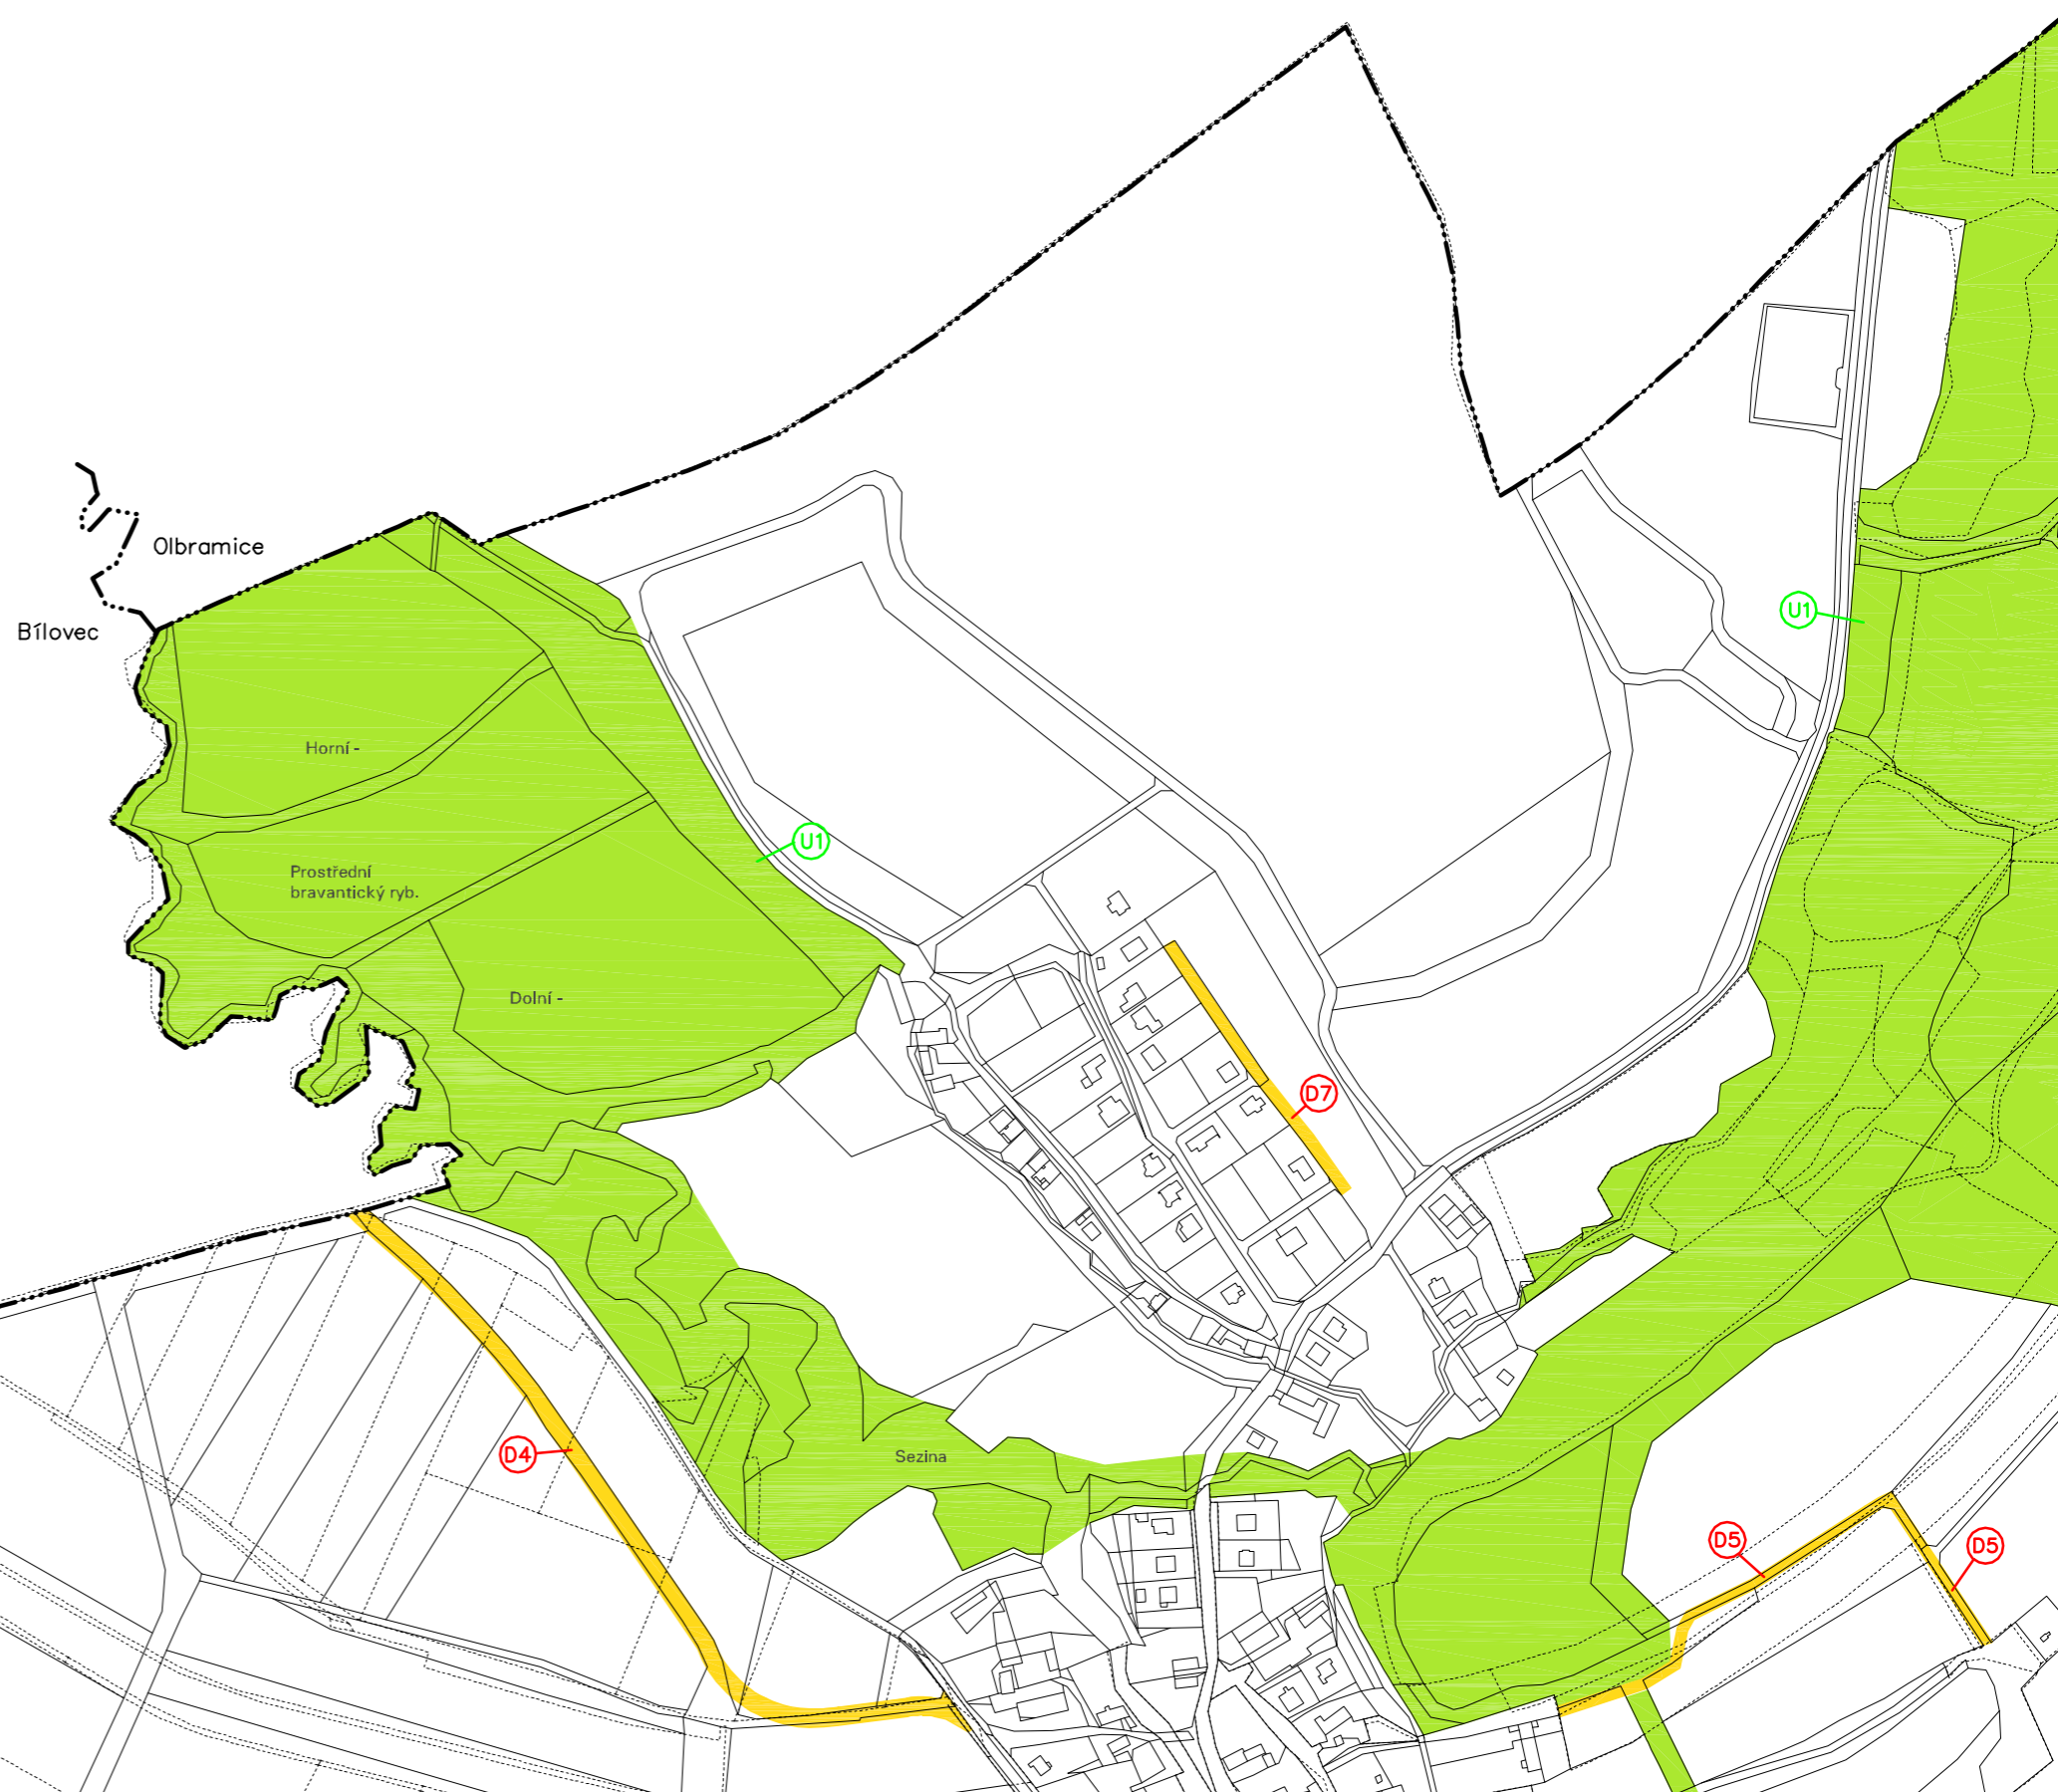 Olbramice
Bílovec
U1
Horní -
U1
Prostřední
bravantický ryb.
Dolní -
D7
D4
Sezina
D5
D5